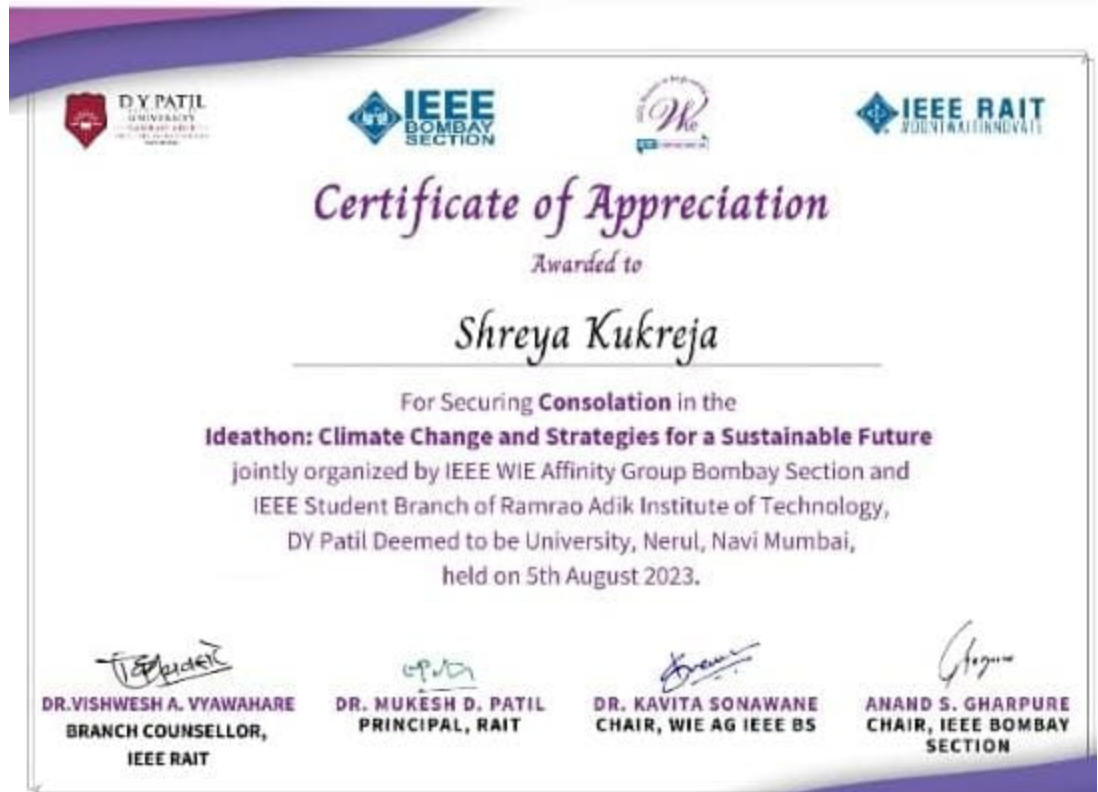 D Y PATIL
UNIVERSITY
IEEE
BOMBAY
SECTION
WIE
IEEE RAIT
#DONTWAITINNOVATE
Certificate of Appreciation
Awarded to
Shreya Kukreja
For Securing Consolation in the
Ideathon: Climate Change and Strategies for a Sustainable Future
jointly organized by IEEE WIE Affinity Group Bombay Section and
IEEE Student Branch of Ramrao Adik Institute of Technology,
DY Patil Deemed to be University, Nerul, Navi Mumbai,
held on 5th August 2023.
DR.VISHWESH A. VYAWAHARE
BRANCH COUNSELLOR,
IEEE RAIT
DR. MUKESH D. PATIL
PRINCIPAL, RAIT
DR. KAVITA SONAWANE
CHAIR, WIE AG IEEE BS
ANAND S. GHARPURE
CHAIR, IEEE BOMBAY
SECTION